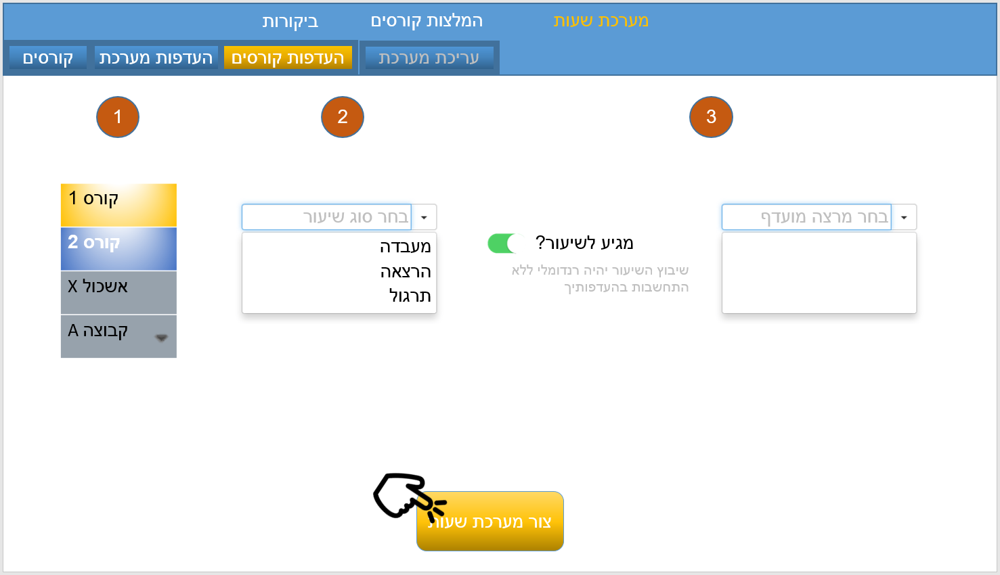 מערכת שעות
המלצות קורסים
ביקורות
עריכת מערכת
העדפות קורסים
העדפות מערכת
קורסים
1
2
3
קורס 1
קורס 2
אשכול X
קבוצה A
בחר סוג שיעור
מעבדה
הרצאה
תרגול
מגיע לשיעור?
שיבוץ השיעור יהיה רנדומלי ללא
התחשבות בהעדפותיך
בחר מרצה מועדף
צור מערכת שעות